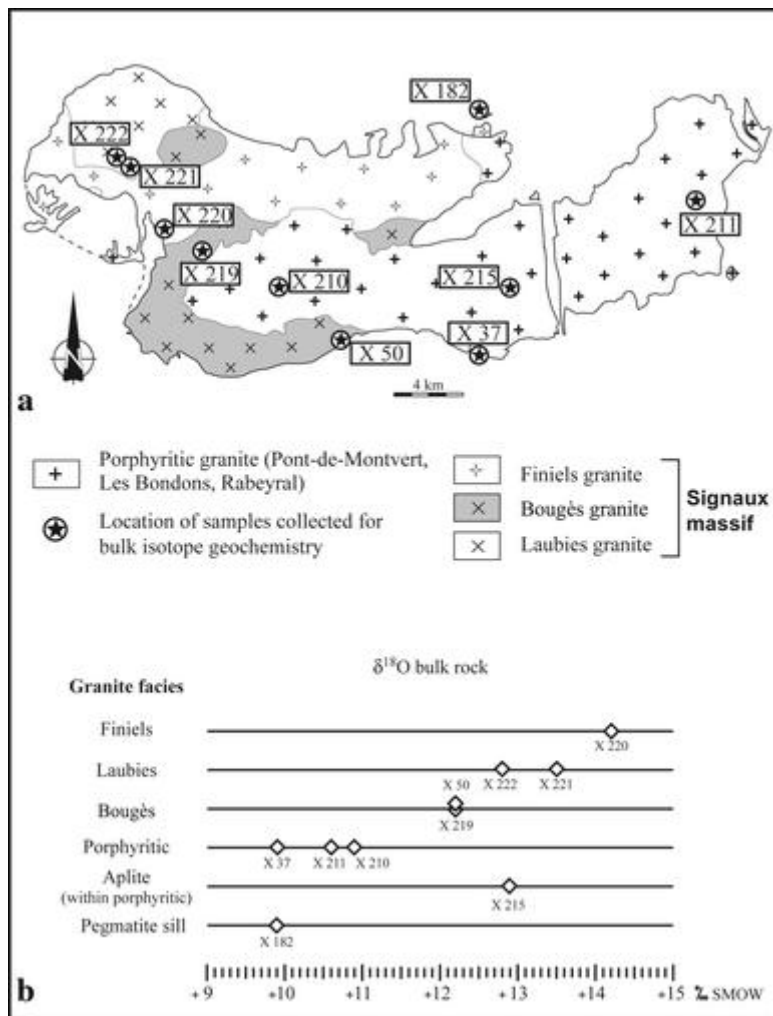 X 182
X 222
X 221
X 220
X 211
X 219
X 210
X 215
X 37
X 50
N
4 km
a
Porphyritic granite (Pont-de-Montvert,
Les Bondons, Rabeyral)
Location of samples collected for
bulk isotope geochemistry
Finiels granite
Bougès granite
Laubies granite
Signaux
massif
δ18O bulk rock
Granite facies
Finiels
X 220
Laubies
X 222
X 221
X 50
Bougès
X 219
Porphyritic
X 37
X 211
X 210
Aplite
(within porphyritic)
X 215
Pegmatite sill
X 182
b
+9 +10 +11 +12 +13 +14 +15 ‰ SMOW